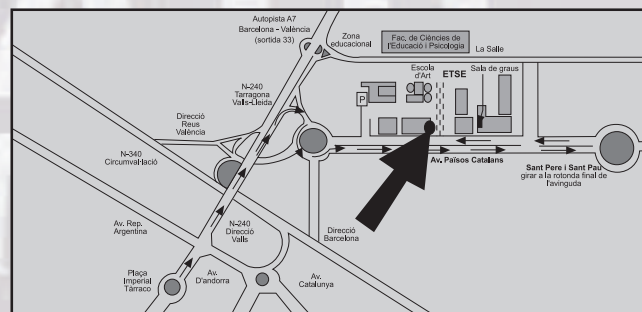 Autopista A7
Barcelona - València
(sortida 33)
Zona
educacional
Fac. de Ciències de
l'Educació i Psicologia
La Salle
N-240
Tarragona
Valls-Lleida
Escola
d'Art
ETSE
Sala de graus
P
Direcció
Reus
València
N-340
Circumval·lació
Av. Països Catalans
Sant Pere i Sant Pau
girar a la rotonda final de
l'avinguda
Av. Rep.
Argentina
N-240
Direcció
Valls
Direcció
Barcelona
Plaça
Imperial
Tàrraco
Av.
D'andorra
Av.
Catalunya